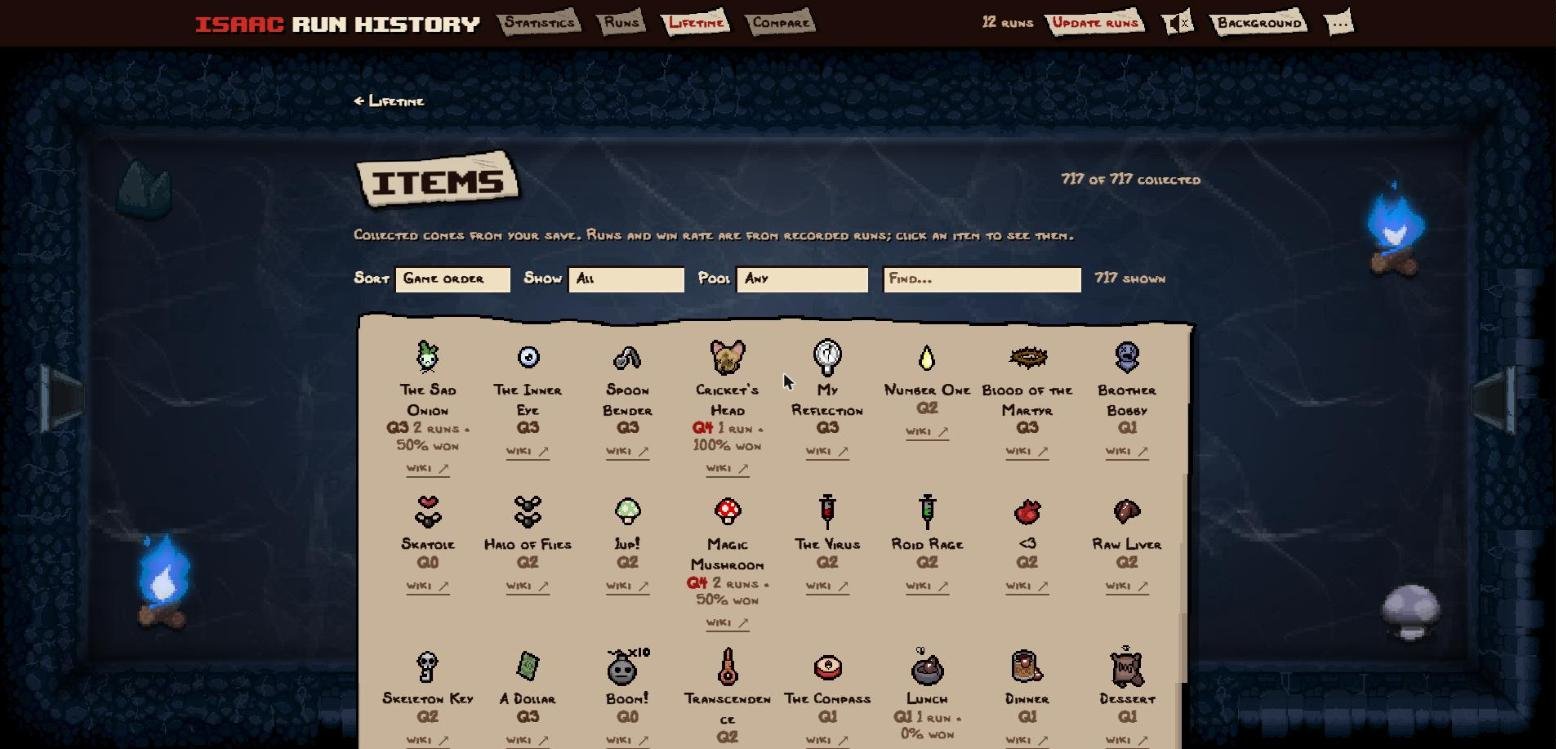 ISAAC RUN HISTORY Statistics Runs Lifetime Compare 12 runs Update runs Background ...
← Lifetime
ITEMS 717 of 717 collected
Collected comes from your save. Runs and win rate are from recorded runs; click an item to see them.
Sort Game order Show All Pool Any Find... 717 shown
The Sad Onion
Q3 2 runs •
50% won
wiki ↗
The Inner Eye
Q3
wiki ↗
Spoon Bender
Q3
wiki ↗
Cricket's Head
Q4 1 run •
100% won
wiki ↗
My Reflection
Q3
wiki ↗
Number One
Q2
wiki ↗
Blood of the Martyr
Q3
wiki ↗
Brother Bobby
Q1
wiki ↗
Skatole
Q0
wiki ↗
Halo of Flies
Q2
wiki ↗
1up!
Q2
wiki ↗
Magic Mushroom
Q4 2 runs •
50% won
wiki ↗
The Virus
Q2
wiki ↗
Roid Rage
Q2
wiki ↗
<3
Q2
wiki ↗
Raw Liver
Q2
wiki ↗
Skeleton Key
Q2
wiki ↗
A Dollar
Q3
wiki ↗
x10
Boom!
Q0
wiki ↗
Transcenden
ce
Q2
The Compass
Q1
wiki ↗
Lunch
Q1 1 run •
0% won
Dinner
Q1
wiki ↗
DOG
Dessert
Q1
wiki ↗